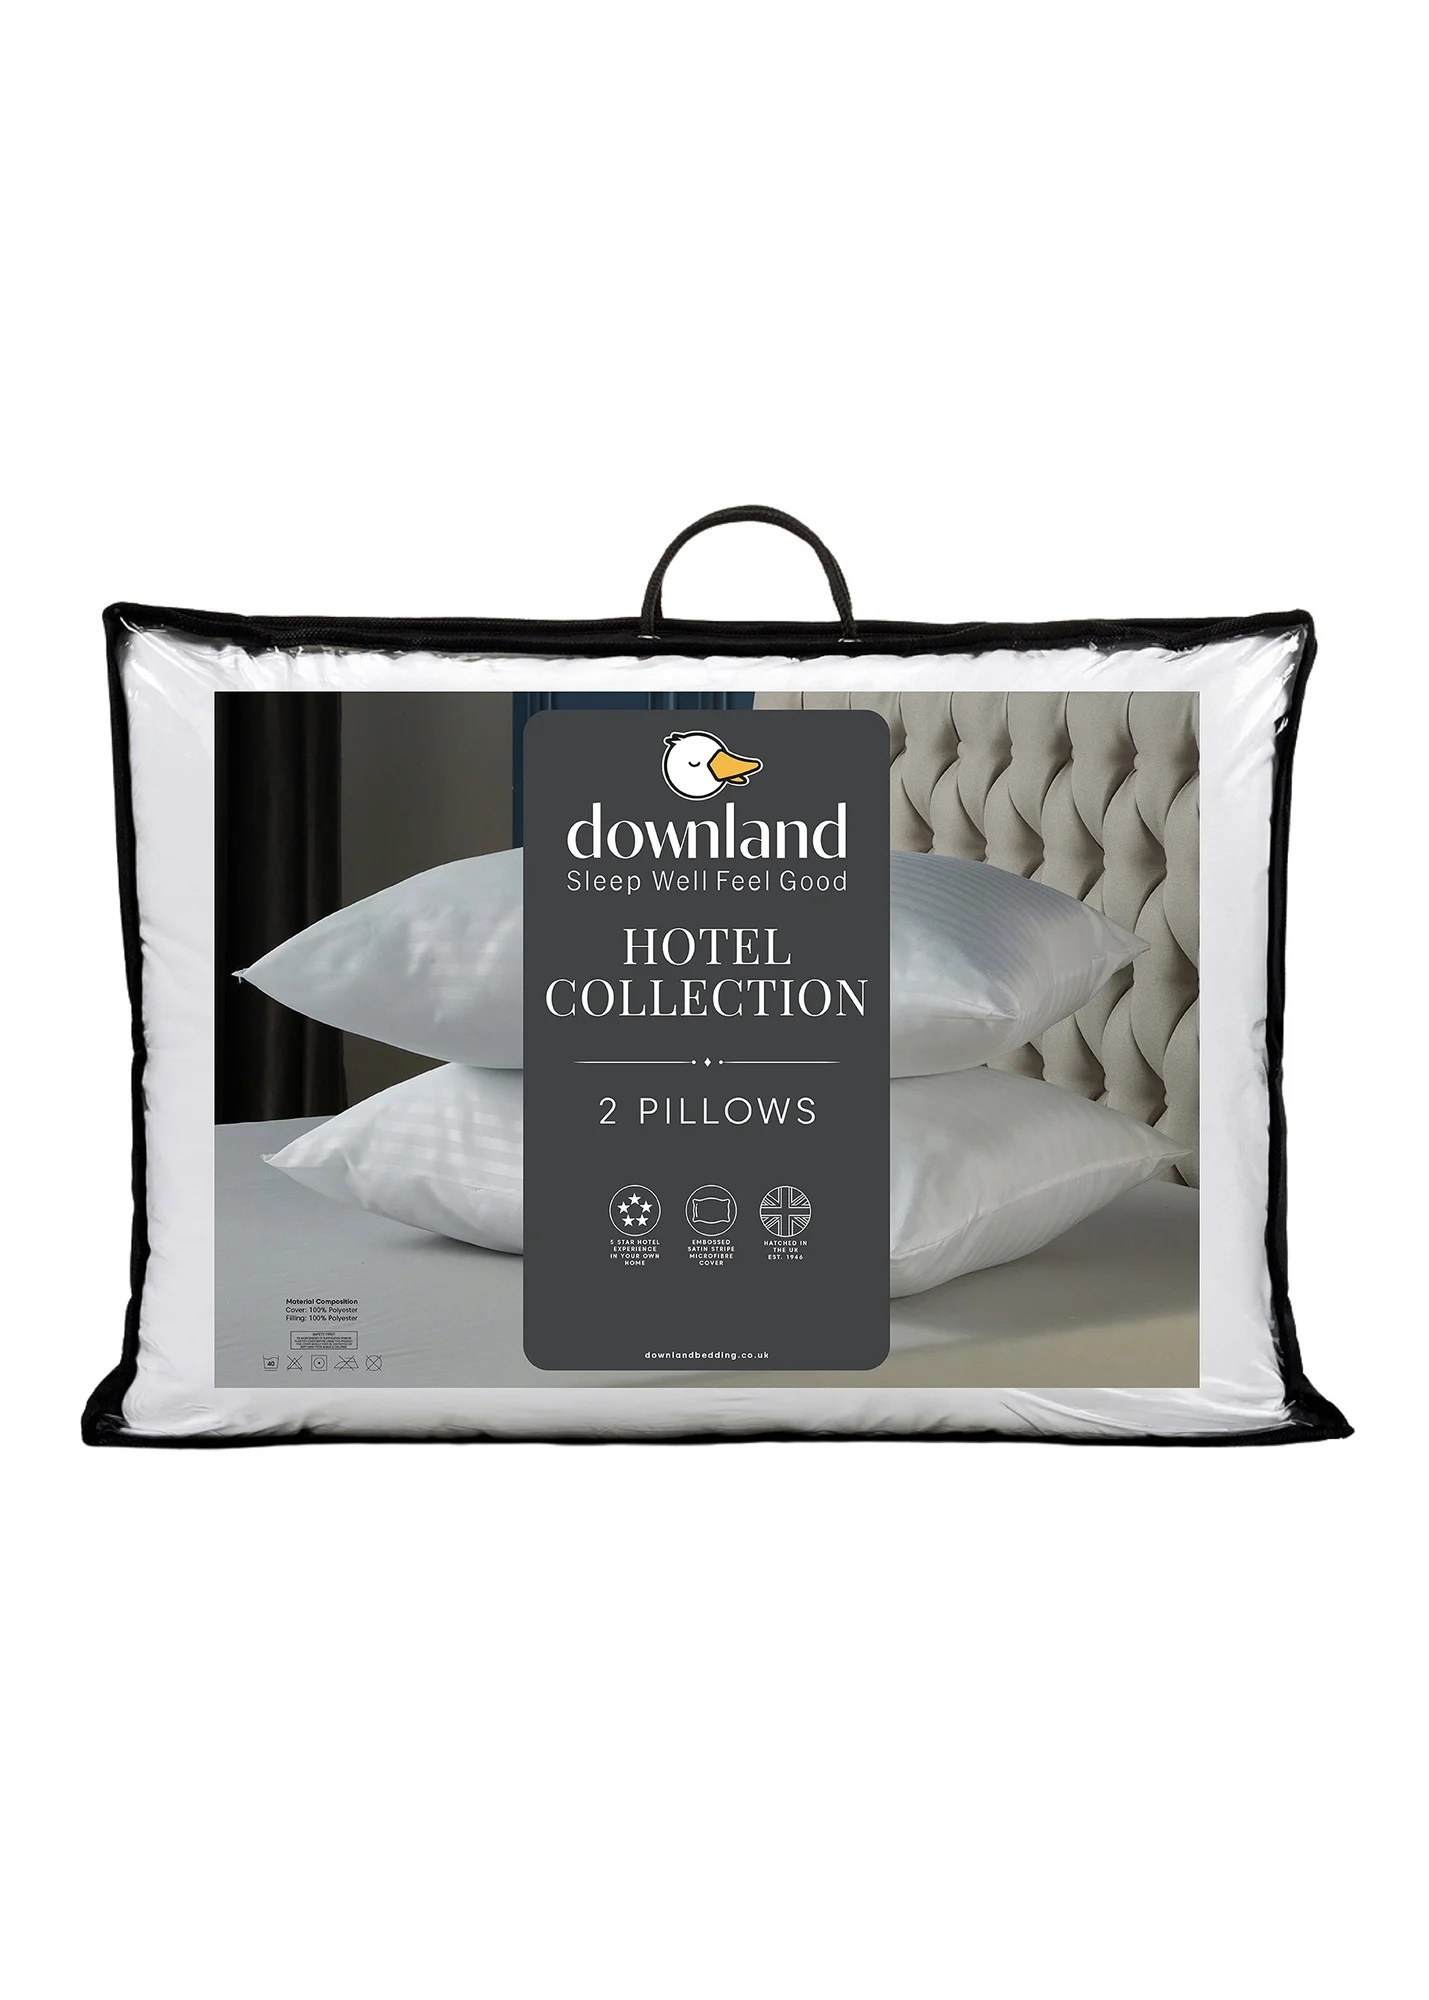 downland
Sleep Well Feel Good
HOTEL
COLLECTION
2 PILLOWS
5 STAR HOTEL
EXPERIENCE
IN YOUR OWN
HOME
EMBOSSED
SATIN STRIPE
MICROFIBRE
COVER
HATCHED IN
THE UK
EST. 1946
Material Composition
Cover: 100% Polyester
Filling: 100% Polyester
SAFETY FIRST
40
downlandbedding.co.uk